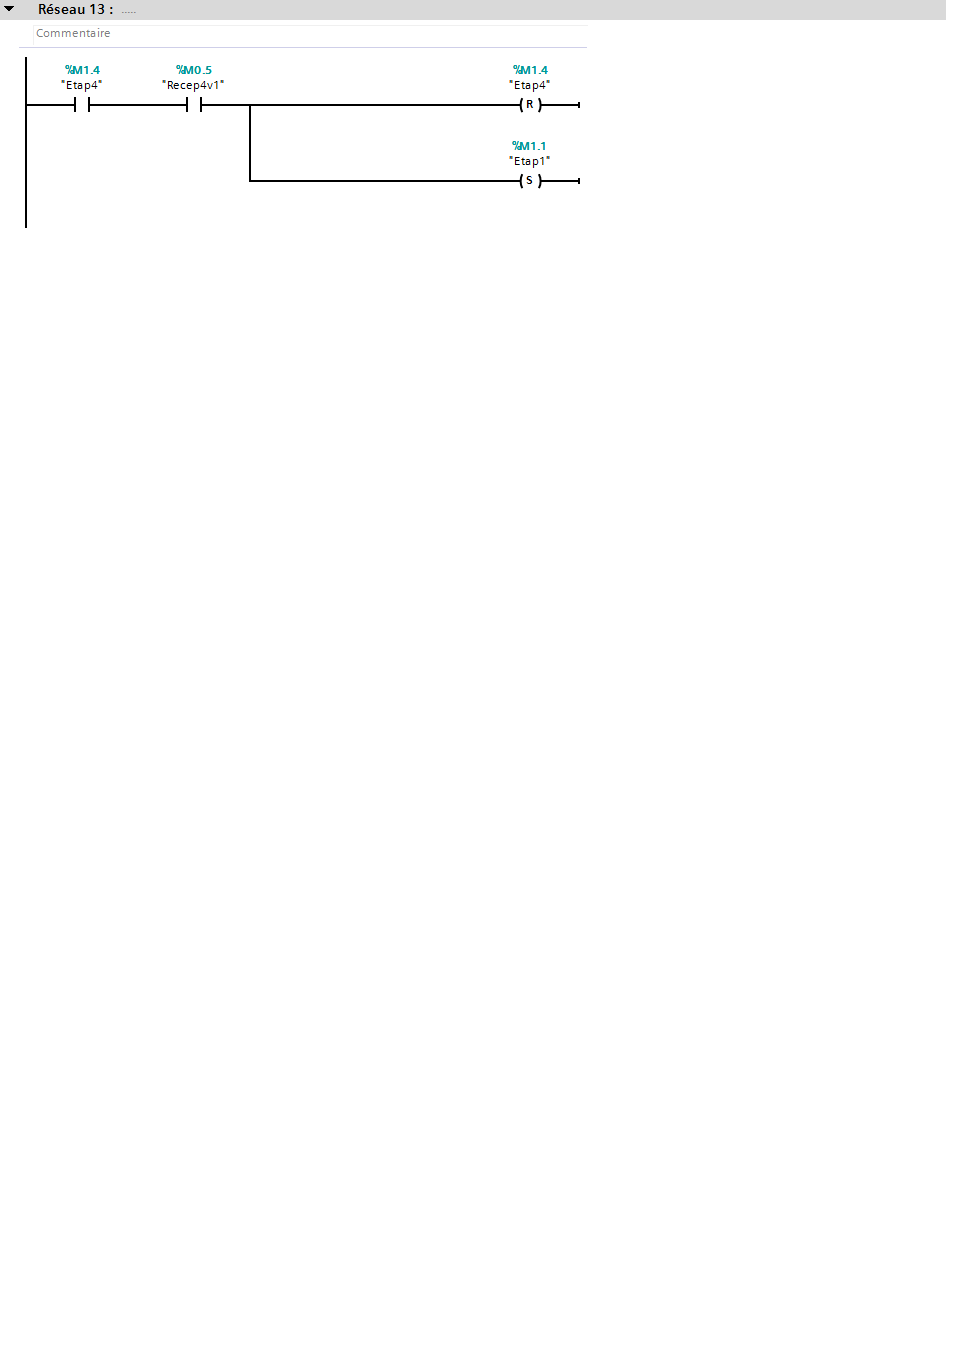 Réseau 13 : .....
Commentaire
%M1.4 %M0.5 %M1.4
"Etap4" "Recep4v1" "Etap4"
R
%M1.1
"Etap1"
S